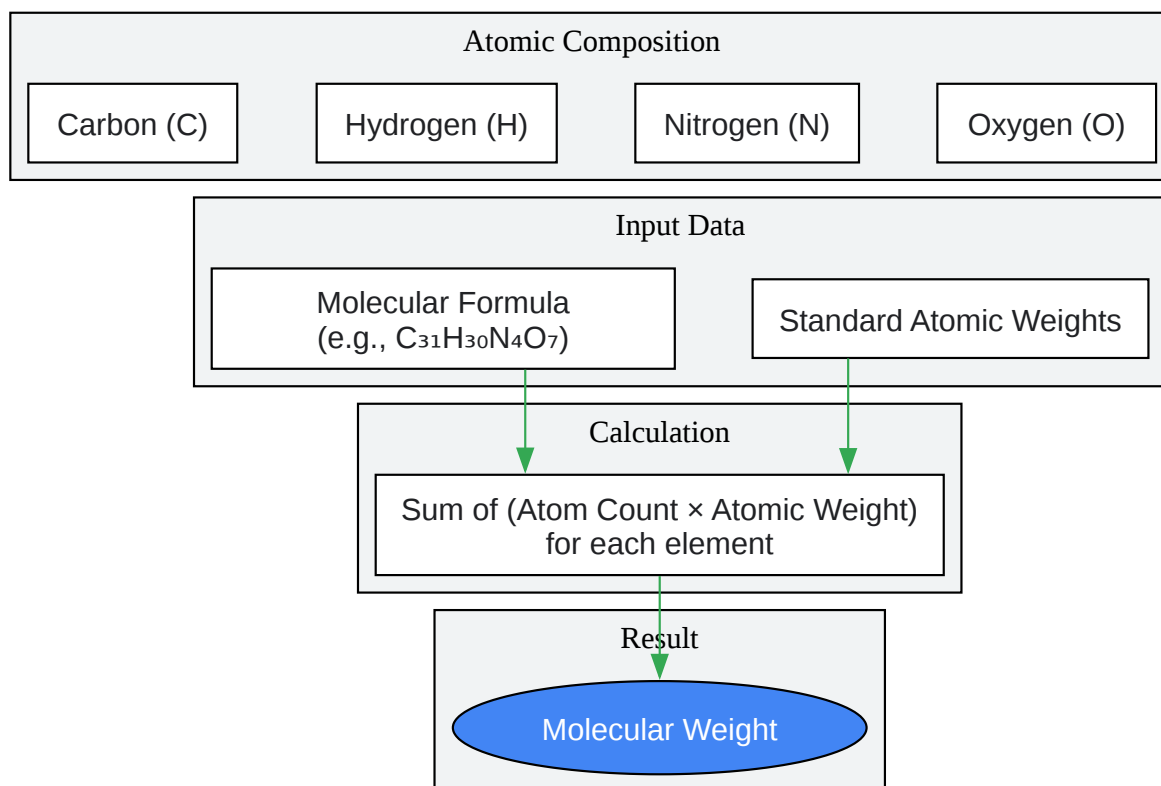 Atomic Composition
Carbon (C)
Hydrogen (H)
Nitrogen (N)
Oxygen (O)
Input Data
Molecular Formula
(e.g., C₃₁H₃₀N₄O₇)
Standard Atomic Weights
Calculation
Sum of (Atom Count × Atomic Weight)
for each element
Result
Molecular Weight